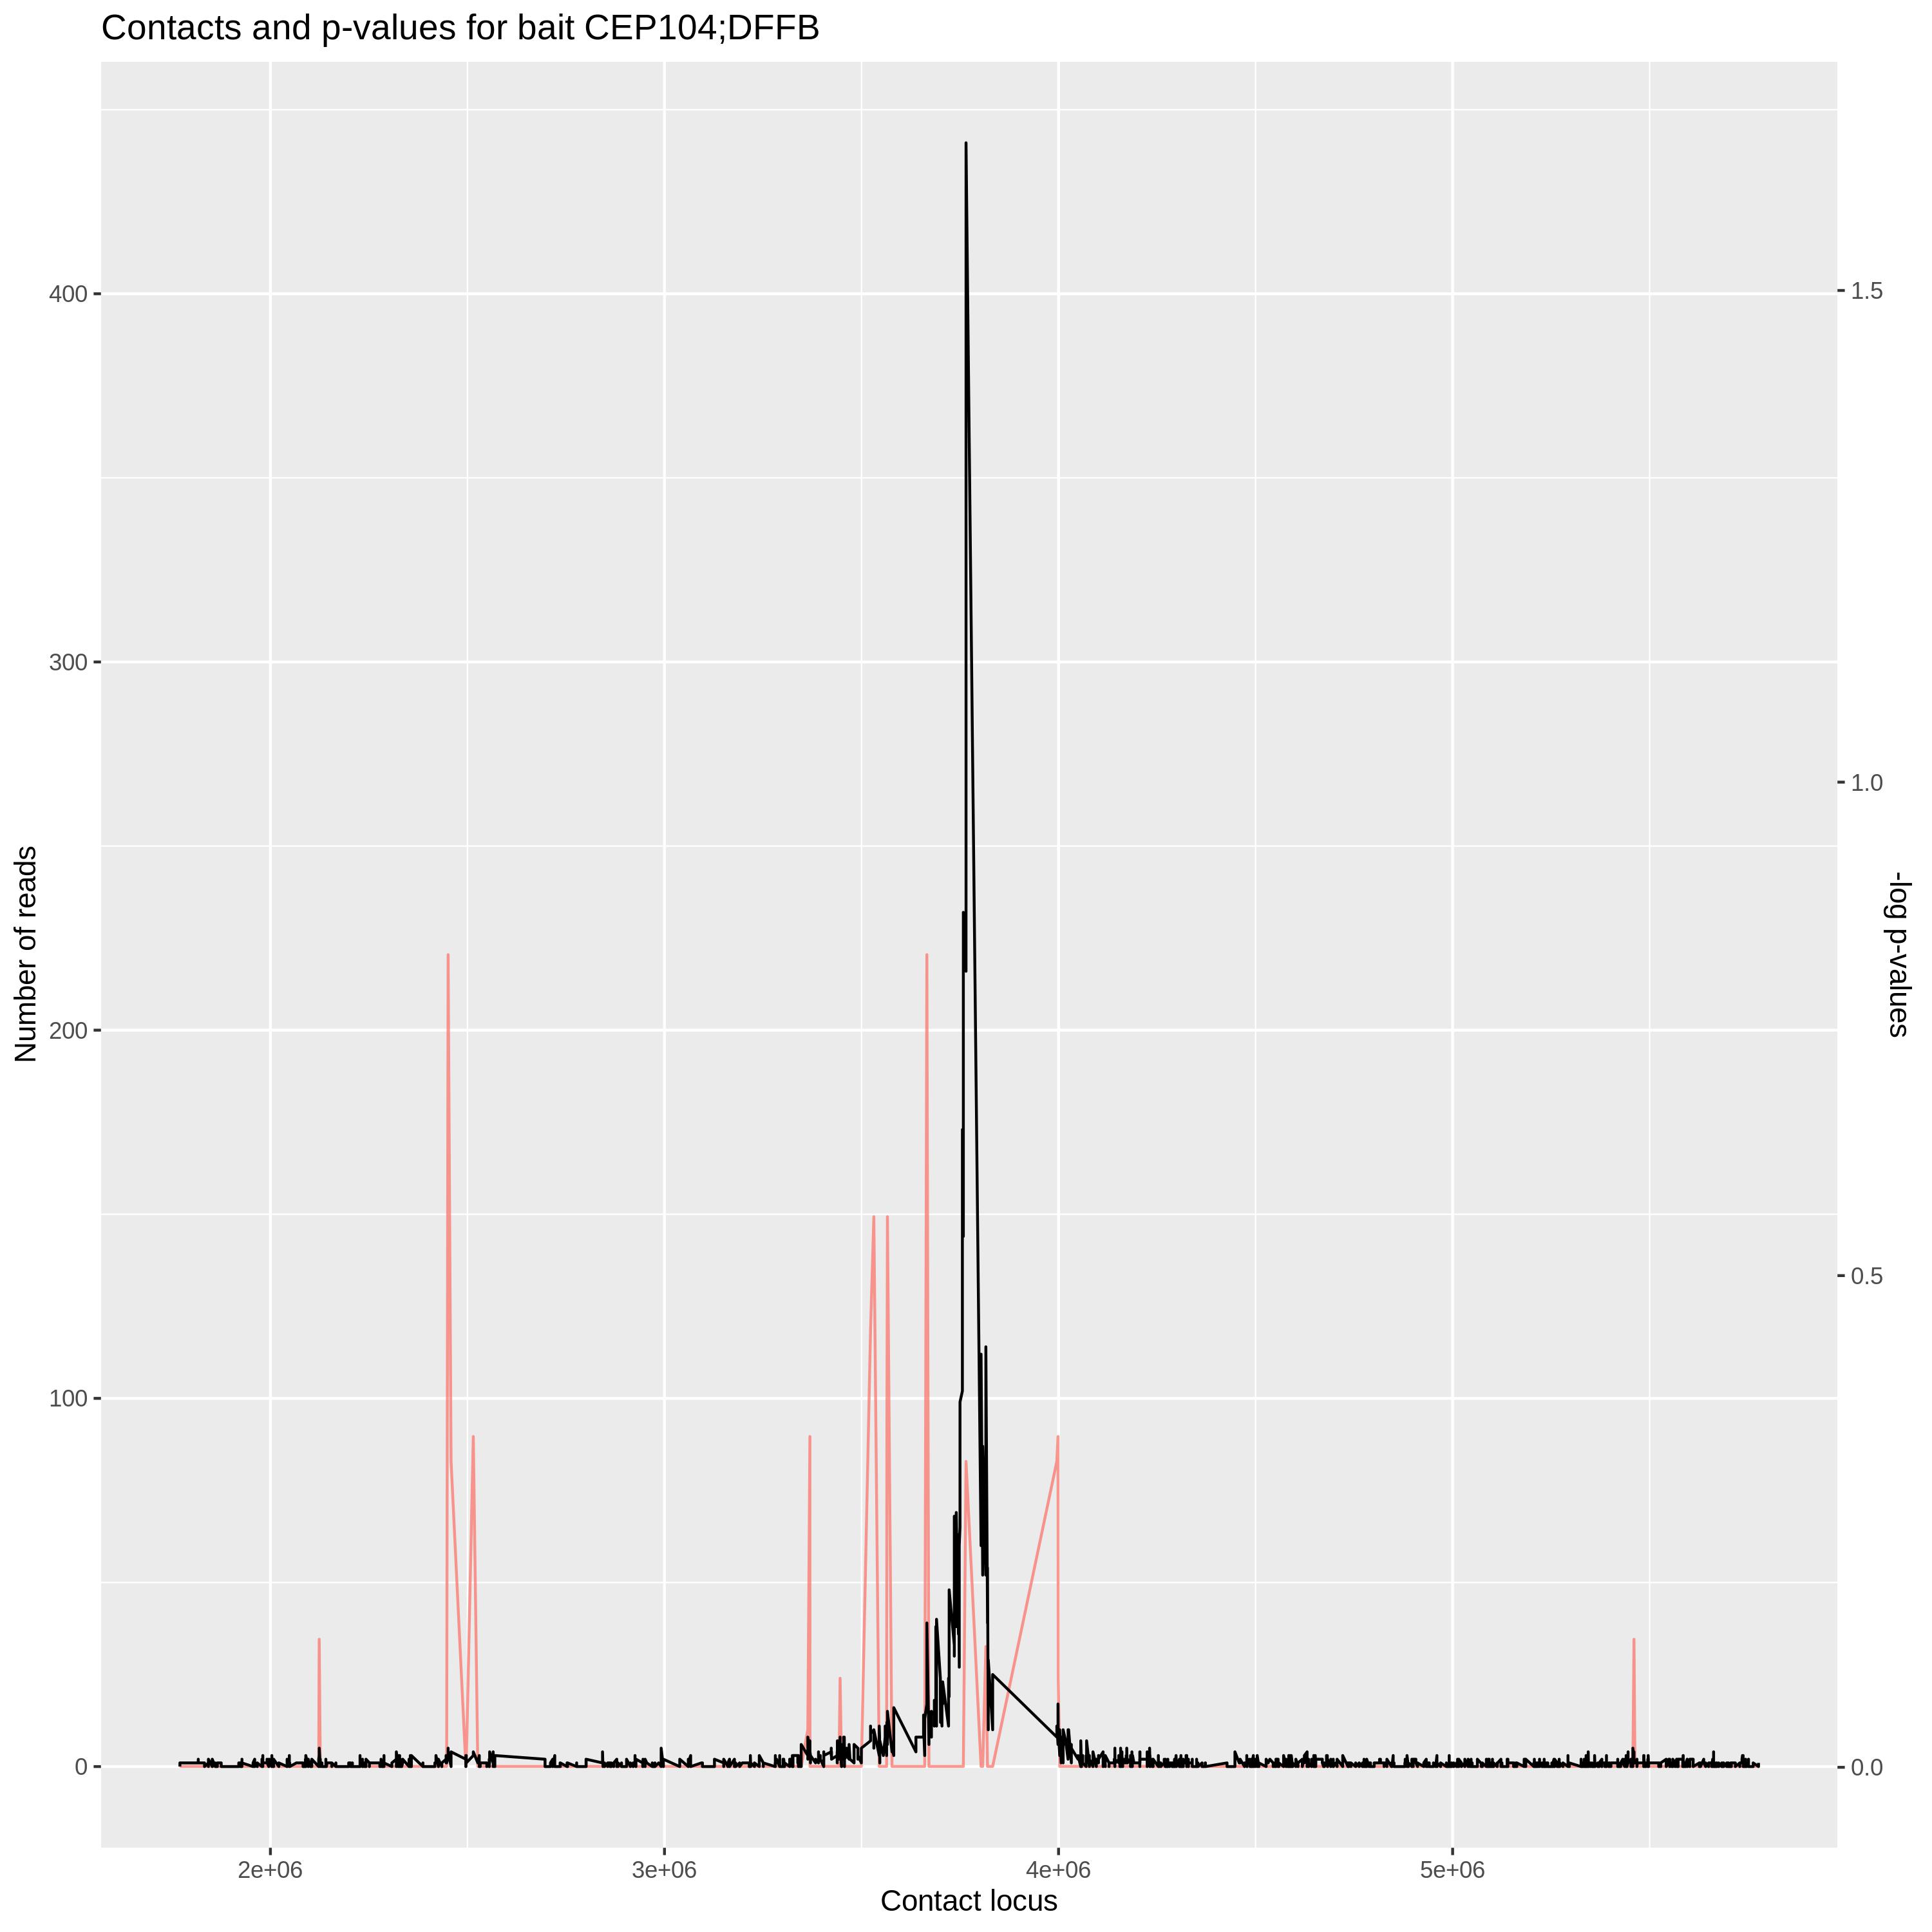 Contacts and p-values for bait CEP104;DFFB
400
300
200
100
0
1.5
1.0
0.5
0.0
Number of reads
-log p-values
2e+06
3e+06
4e+06
5e+06
Contact locus